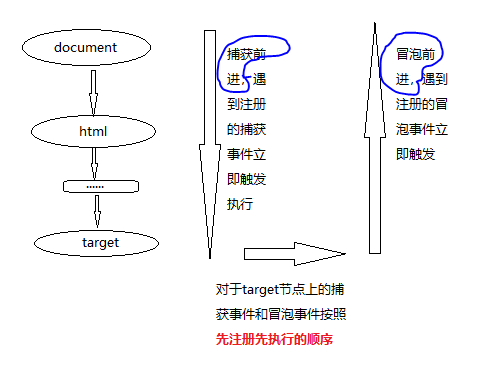 document
html
......
target
捕获前
进，遇
到注册
的捕获
事件立
即触发
执行
冒泡前
进，遇到
注册的冒
泡事件立
即触发
对于target节点上的捕
获事件和冒泡事件按照
先注册先执行的顺序